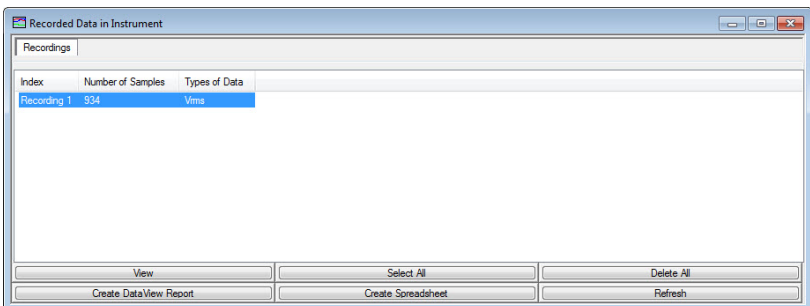 Recorded Data in Instrument
Recordings
Index Number of Samples Types of Data
Recording 1 934 Vrms
View Select All Delete All
Create DataView Report Create Spreadsheet Refresh